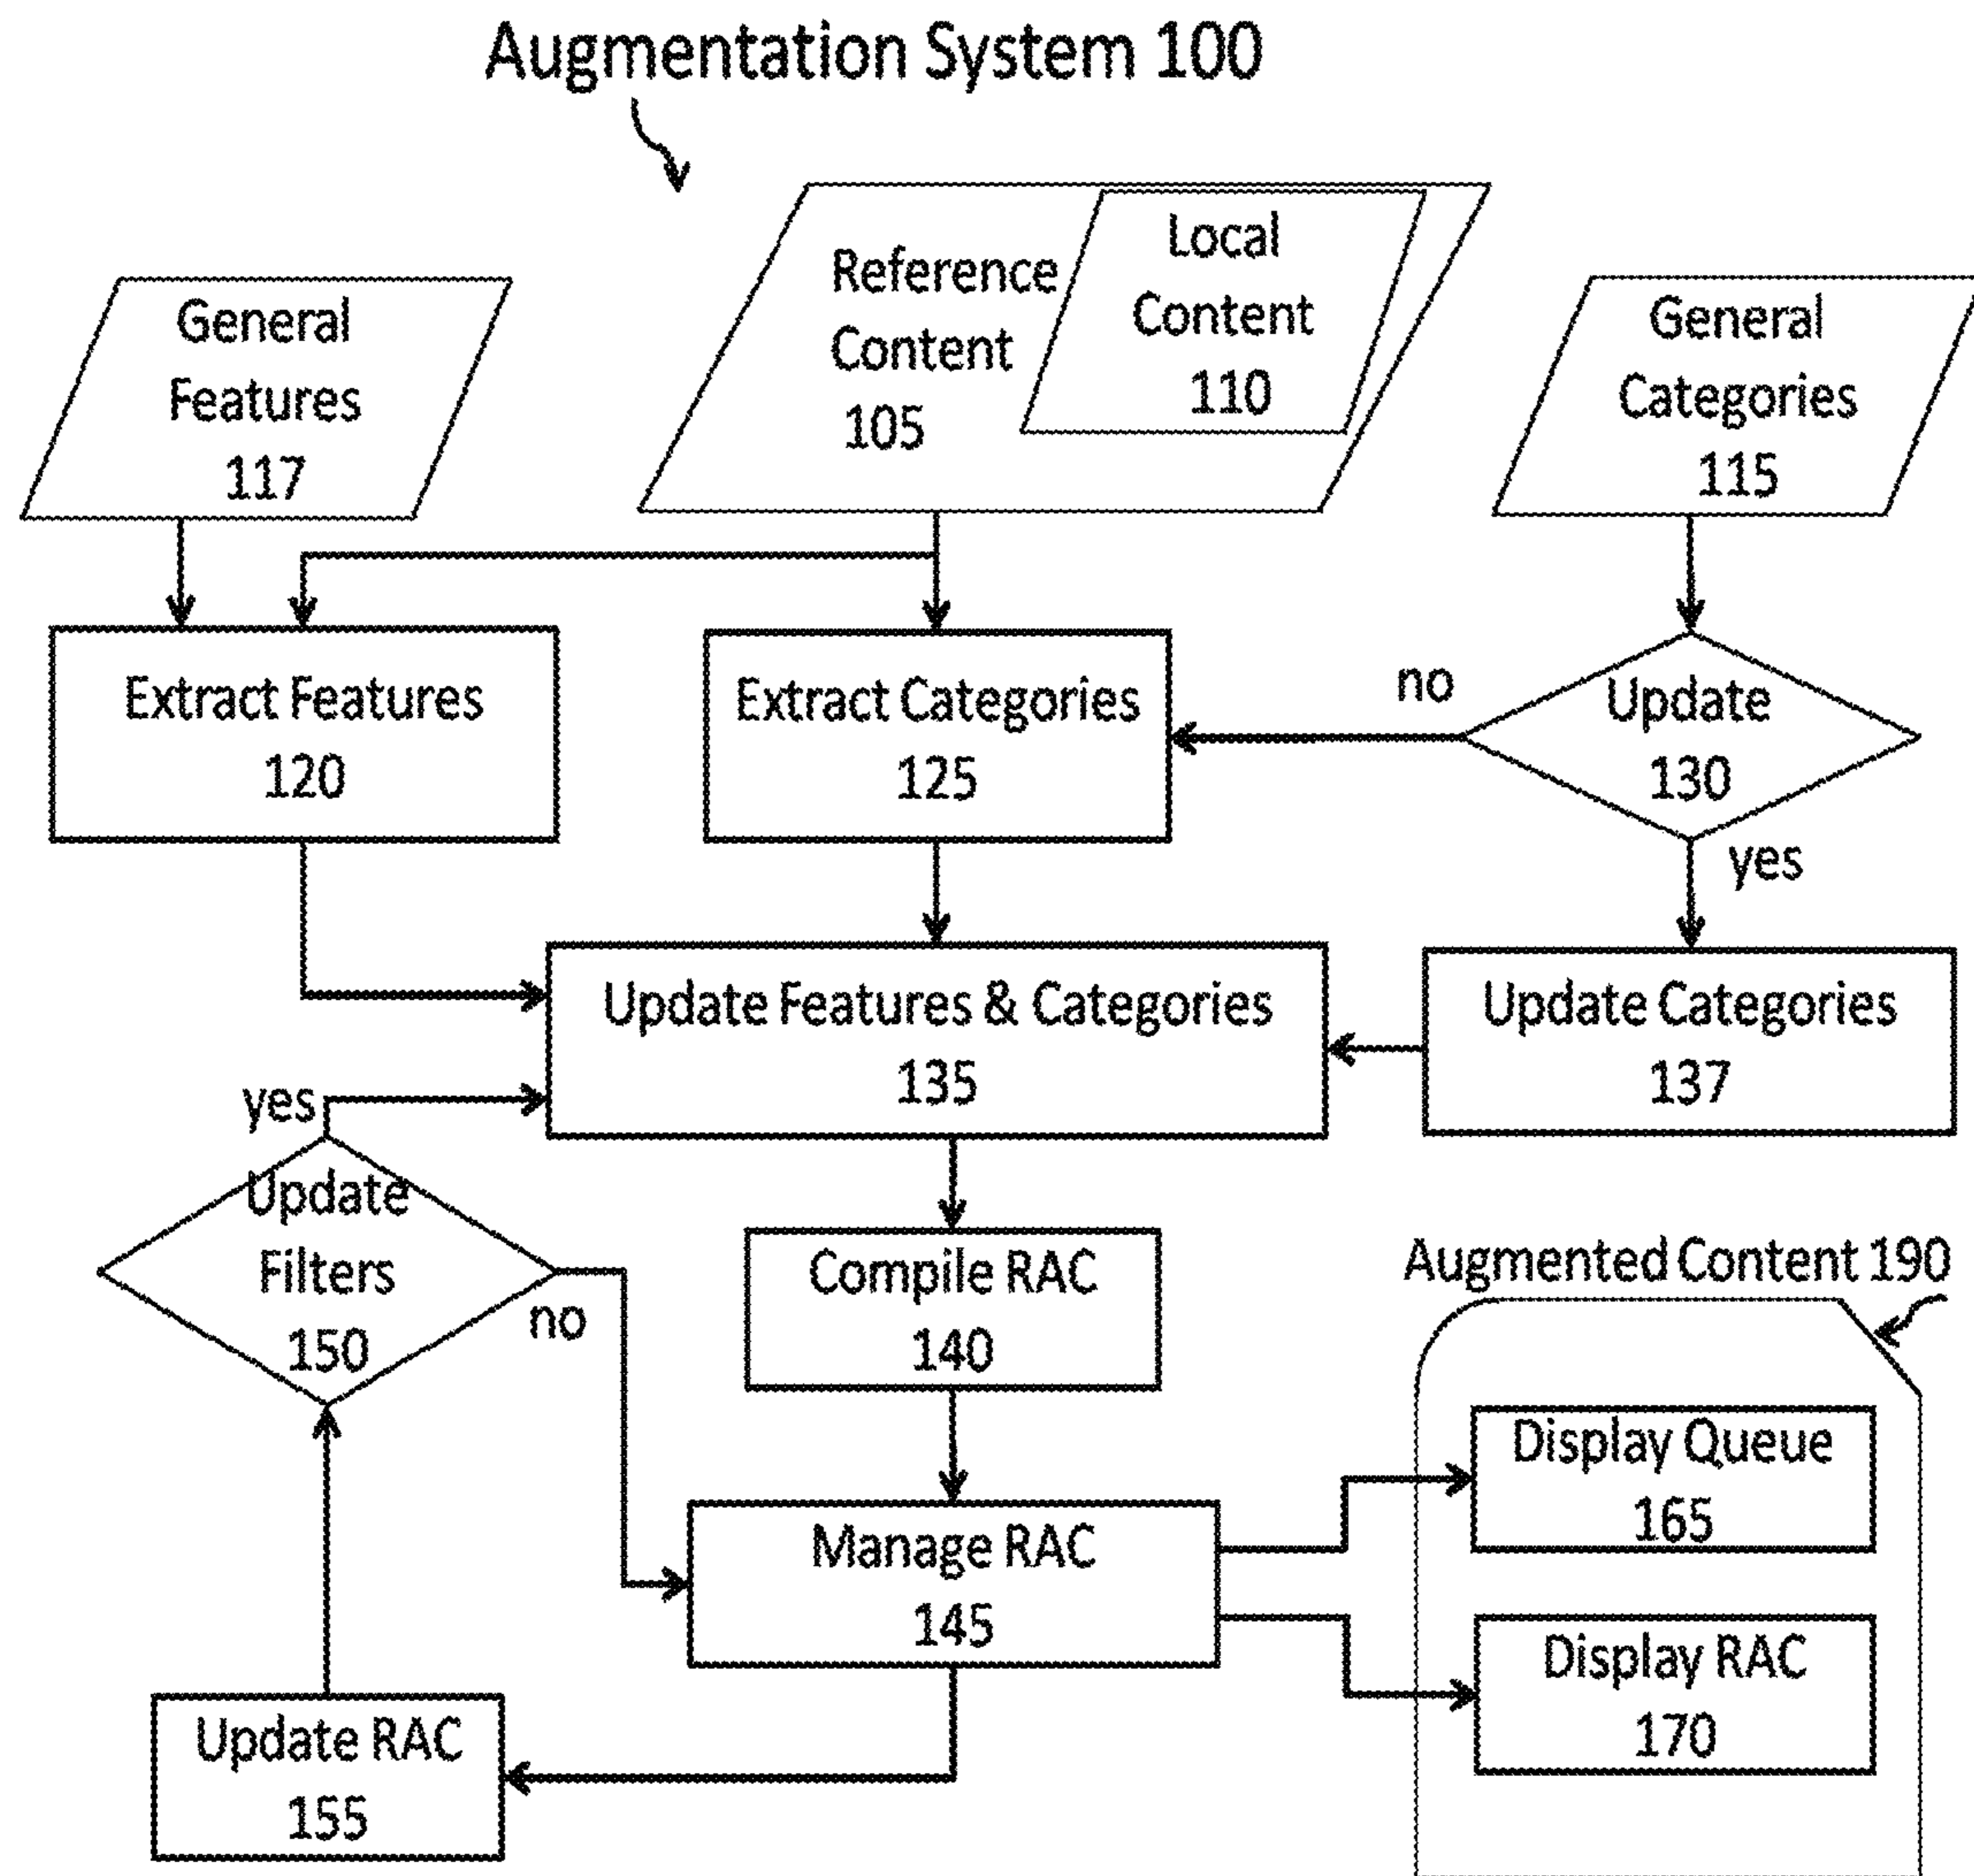 Augmentation System 100
General
Features
117
Reference
Content
105
Local
Content
110
General
Categories
115
Extract Features
120
Extract Categories
125
no
Update
130
yes
Update Features & Categories
135
Update Categories
137
yes
Update
Filters
150
no
Compile RAC
140
Augmented Content 190
Display Queue
165
Manage RAC
145
Display RAC
170
Update RAC
155